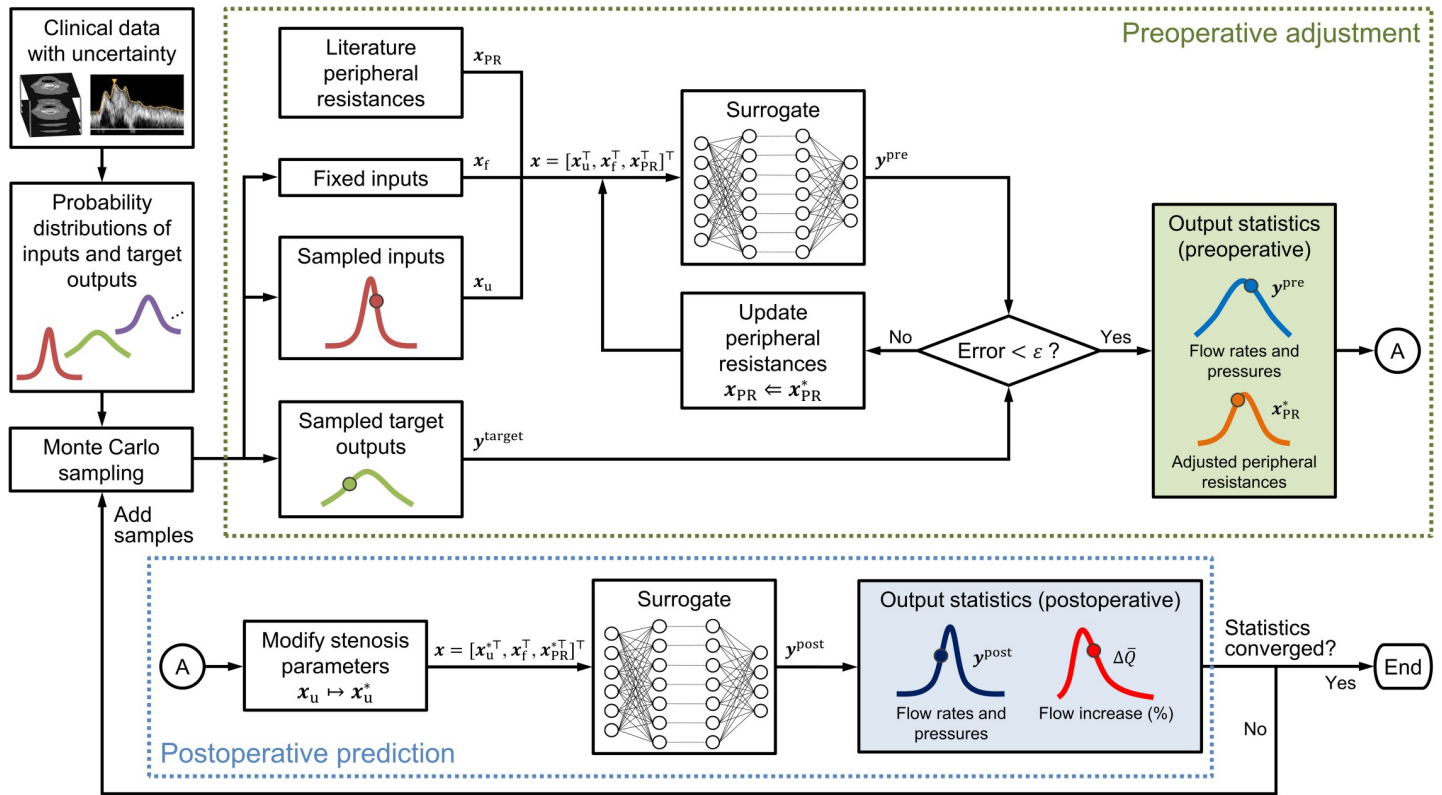 Clinical data
with uncertainty
Probability
distributions of
inputs and target
outputs
...
Monte Carlo
sampling
Add
samples
Preoperative adjustment
Literature
peripheral
resistances
x_PR
Fixed inputs
x_f
Sampled inputs
x_u
Sampled target
outputs
y^target
x = [x_u^⊤, x_f^⊤, x_PR^⊤]^⊤
Surrogate
y^pre
Update
peripheral
resistances
x_PR ⇐ x*_PR
No
Error < ε ?
Yes
Output statistics
(preoperative)
y^pre
Flow rates and
pressures
x*_PR
Adjusted peripheral
resistances
A
A
Modify stenosis
parameters
x_u ↦ x*_u
x = [x_u^*⊤, x_f^⊤, x_PR^*⊤]^⊤
Surrogate
y^post
Output statistics (postoperative)
y^post
Flow rates and
pressures
ΔQ̄
Flow increase (%)
Statistics
converged?
Yes
No
End
Postoperative prediction